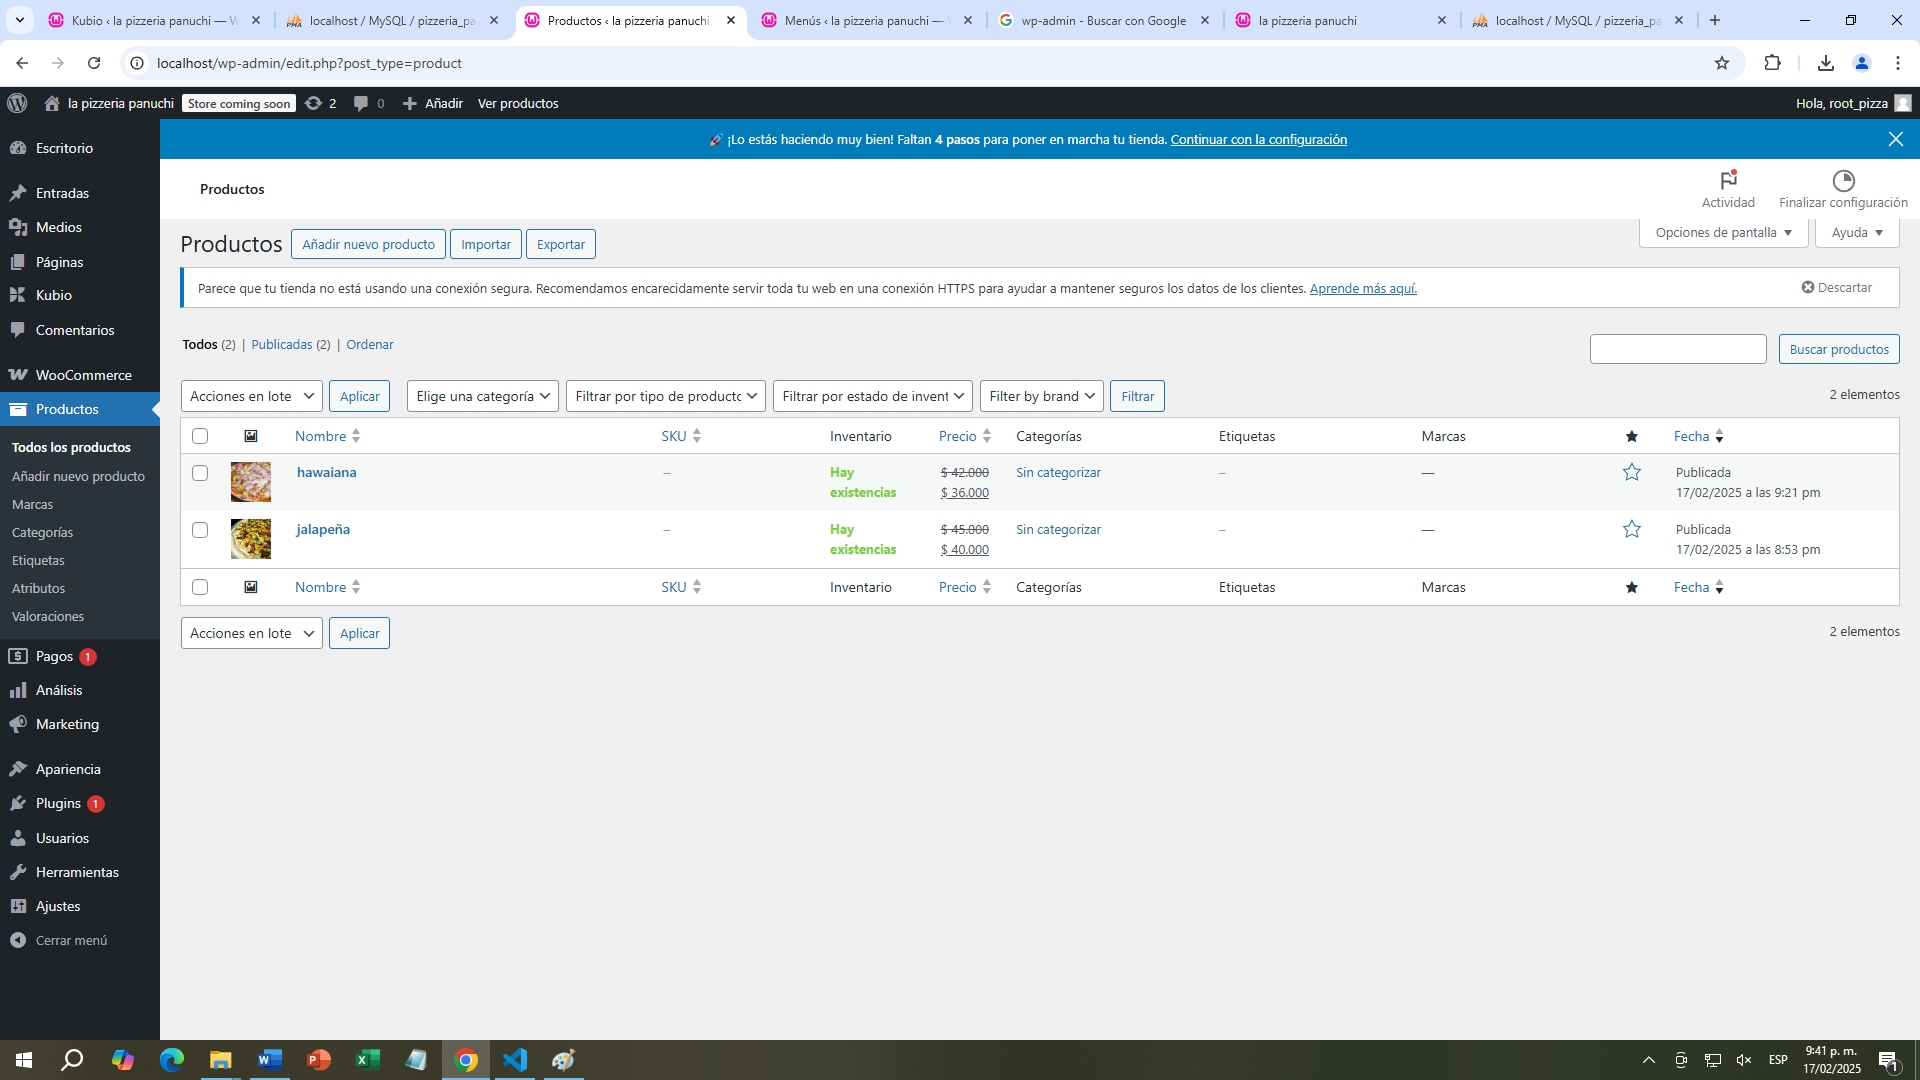 Kubio ‹ la pizzeria panuchi — W
localhost / MySQL / pizzeria_pa
Productos ‹ la pizzeria panuchi
Menús ‹ la pizzeria panuchi —
wp-admin - Buscar con Google
la pizzeria panuchi
localhost / MySQL / pizzeria_pa
localhost/wp-admin/edit.php?post_type=product
la pizzeria panuchi
Store coming soon
2
0
Añadir
Ver productos
Hola, root_pizza
🚀 ¡Lo estás haciendo muy bien! Faltan 4 pasos para poner en marcha tu tienda. Continuar con la configuración
Escritorio
Entradas
Medios
Páginas
Kubio
Comentarios
WooCommerce
Productos
Todos los productos
Añadir nuevo producto
Marcas
Categorías
Etiquetas
Atributos
Valoraciones
Pagos 1
Análisis
Marketing
Apariencia
Plugins 1
Usuarios
Herramientas
Ajustes
Cerrar menú
Productos
Actividad
Finalizar configuración
Productos
Añadir nuevo producto
Importar
Exportar
Opciones de pantalla
Ayuda
Parece que tu tienda no está usando una conexión segura. Recomendamos encarecidamente servir toda tu web en una conexión HTTPS para ayudar a mantener seguros los datos de los clientes. Aprende más aquí.
Descartar
Todos (2) | Publicadas (2) | Ordenar
Buscar productos
Acciones en lote
Aplicar
Elige una categoría
Filtrar por tipo de producto
Filtrar por estado de invent
Filter by brand
Filtrar
2 elementos
Nombre SKU Inventario Precio Categorías Etiquetas Marcas Fecha
hawaiana – Hay existencias $ 42.000 $ 36.000 Sin categorizar – — Publicada 17/02/2025 a las 9:21 pm
jalapeña – Hay existencias $ 45.000 $ 40.000 Sin categorizar – — Publicada 17/02/2025 a las 8:53 pm
Nombre SKU Inventario Precio Categorías Etiquetas Marcas Fecha
Acciones en lote
Aplicar
2 elementos
ESP
9:41 p. m.
17/02/2025
1